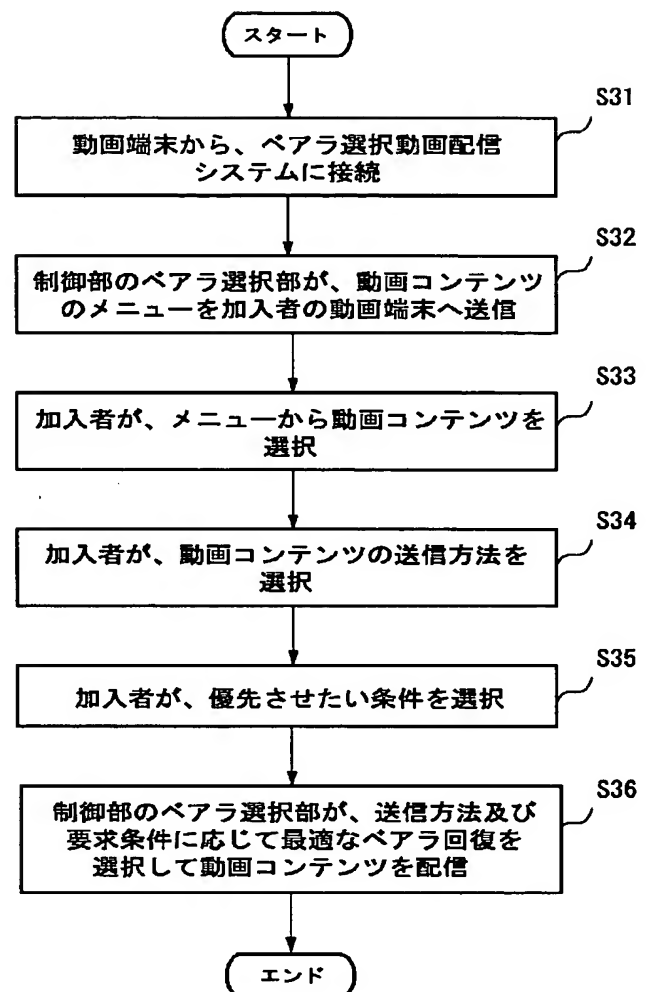 スタート
S31
動画端末から、ベアラ選択動画配信
システムに接続
S32
制御部のベアラ選択部が、動画コンテンツ
のメニューを加入者の動画端末へ送信
S33
加入者が、メニューから動画コンテンツを
選択
S34
加入者が、動画コンテンツの送信方法を
選択
S35
加入者が、優先させたい条件を選択
S36
制御部のベアラ選択部が、送信方法及び
要求条件に応じて最適なベアラ回復を
選択して動画コンテンツを配信
エンド